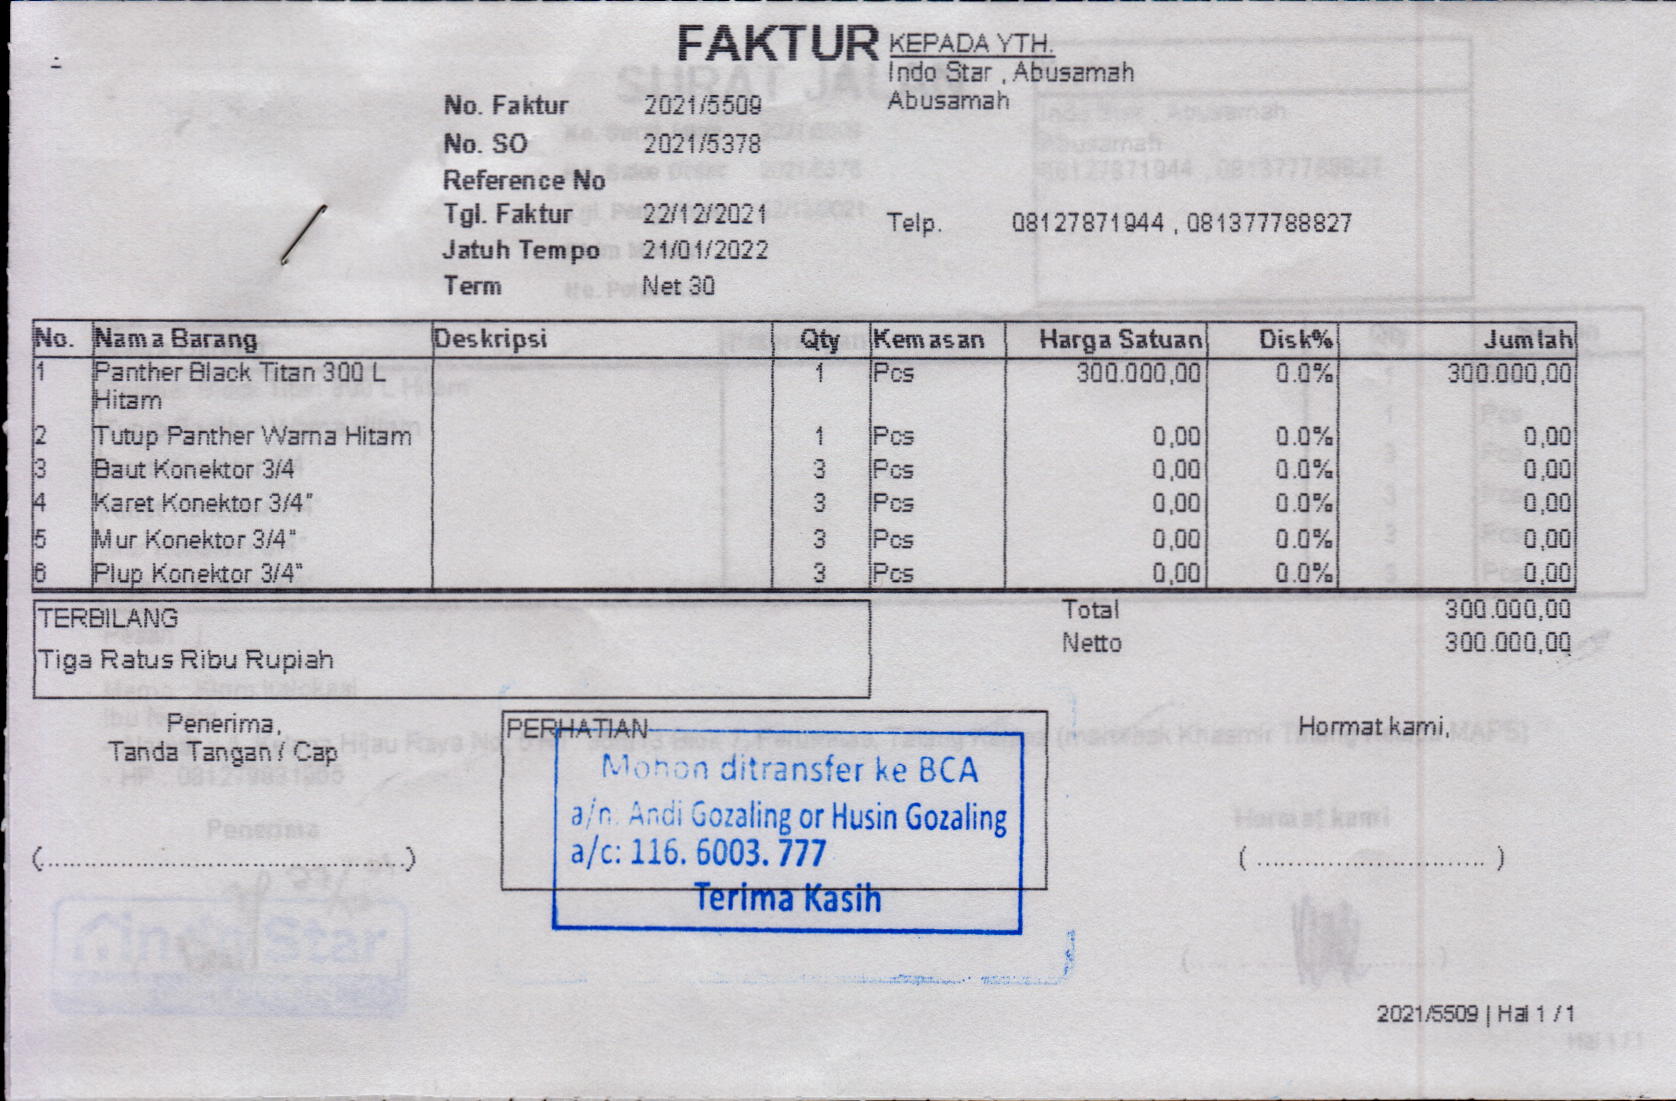 FAKTUR
KEPADA YTH.
Indo Star , Abusamah
Abusamah
No. Faktur 2021/5509
No. SO 2021/5378
Reference No
Tgl. Faktur 22/12/2021
Jatuh Tempo 21/01/2022
Term Net 30
Telp. 08127871944 , 081377788827
No. Nama Barang Deskripsi Qty Kemasan Harga Satuan Disk% Jumlah
1 Panther Black Titan 300 L 1 Pcs 300.000,00 0.0% 300.000,00
Hitam
2 Tutup Panther Warna Hitam 1 Pcs 0,00 0.0% 0,00
3 Baut Konektor 3/4 3 Pcs 0,00 0.0% 0,00
4 Karet Konektor 3/4" 3 Pcs 0,00 0.0% 0,00
5 Mur Konektor 3/4" 3 Pcs 0,00 0.0% 0,00
6 Plup Konektor 3/4" 3 Pcs 0,00 0.0% 0,00
TERBILANG
Tiga Ratus Ribu Rupiah
Total 300.000,00
Netto 300.000,00
Penerima,
Tanda Tangan / Cap
(........................................)
PERHATIAN
Mohon ditransfer ke BCA
a/n. Andi Gozaling or Husin Gozaling
a/c: 116. 6003. 777
Terima Kasih
Hormat kami,
( ............................ )
2021/5509 | Hal 1 / 1